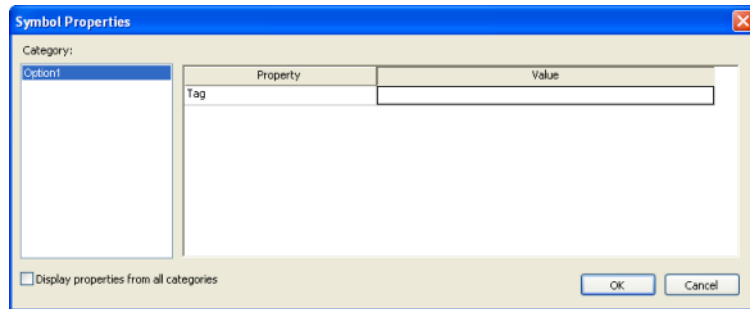 Symbol Properties
Category:
Option1
Property Value
Tag
Display properties from all categories
OK Cancel